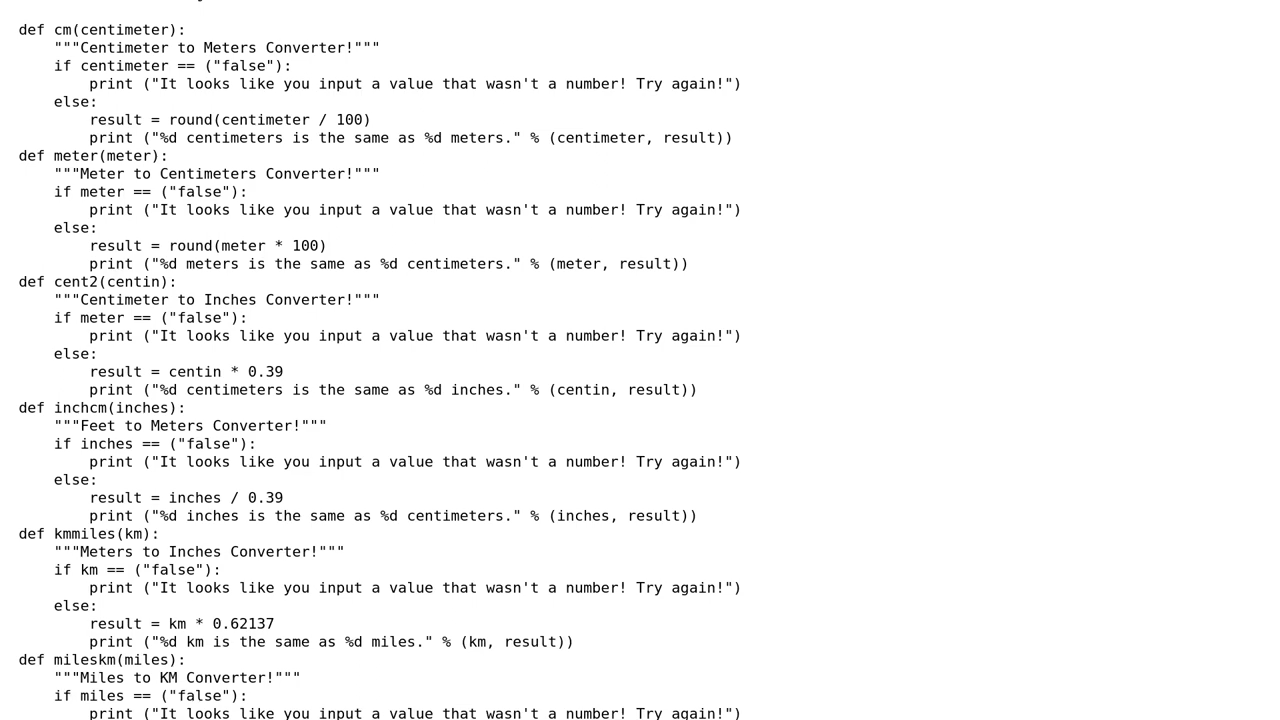 def cm(centimeter):
    """Centimeter to Meters Converter!"""
    if centimeter == ("false"):
        print ("It looks like you input a value that wasn't a number! Try again!")
    else:
        result = round(centimeter / 100)
        print ("%d centimeters is the same as %d meters." % (centimeter, result))
def meter(meter):
    """Meter to Centimeters Converter!"""
    if meter == ("false"):
        print ("It looks like you input a value that wasn't a number! Try again!")
    else:
        result = round(meter * 100)
        print ("%d meters is the same as %d centimeters." % (meter, result))
def cent2(centin):
    """Centimeter to Inches Converter!"""
    if meter == ("false"):
        print ("It looks like you input a value that wasn't a number! Try again!")
    else:
        result = centin * 0.39
        print ("%d centimeters is the same as %d inches." % (centin, result))
def inchcm(inches):
    """Feet to Meters Converter!"""
    if inches == ("false"):
        print ("It looks like you input a value that wasn't a number! Try again!")
    else:
        result = inches / 0.39
        print ("%d inches is the same as %d centimeters." % (inches, result))
def kmmiles(km):
    """Meters to Inches Converter!"""
    if km == ("false"):
        print ("It looks like you input a value that wasn't a number! Try again!")
    else:
        result = km * 0.62137
        print ("%d km is the same as %d miles." % (km, result))
def mileskm(miles):
    """Miles to KM Converter!"""
    if miles == ("false"):
        print ("It looks like you input a value that wasn't a number! Try again!")